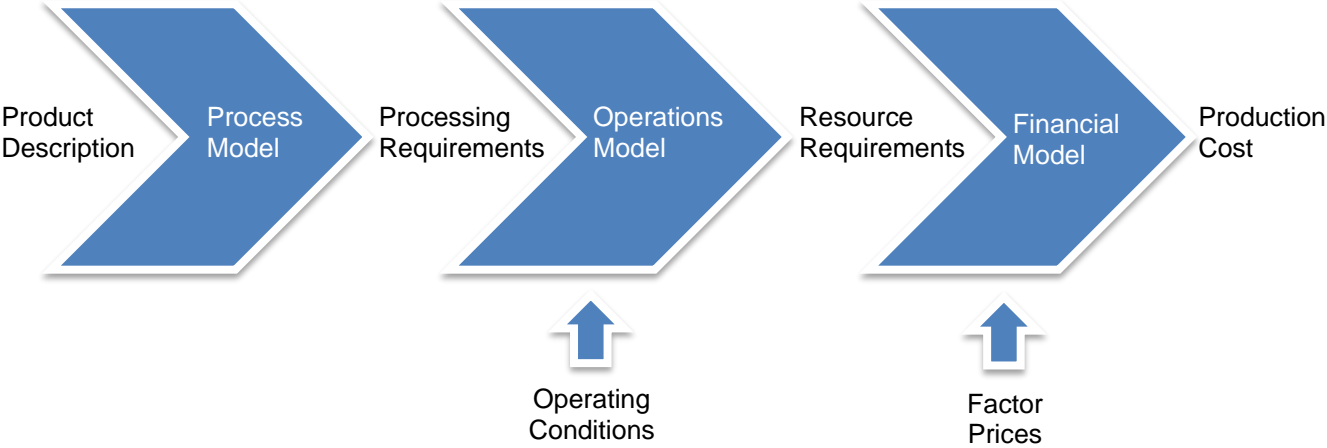 Product
Description
Process
Model
Processing
Requirements
Operations
Model
Resource
Requirements
Financial
Model
Production
Cost
Operating
Conditions
Factor
Prices